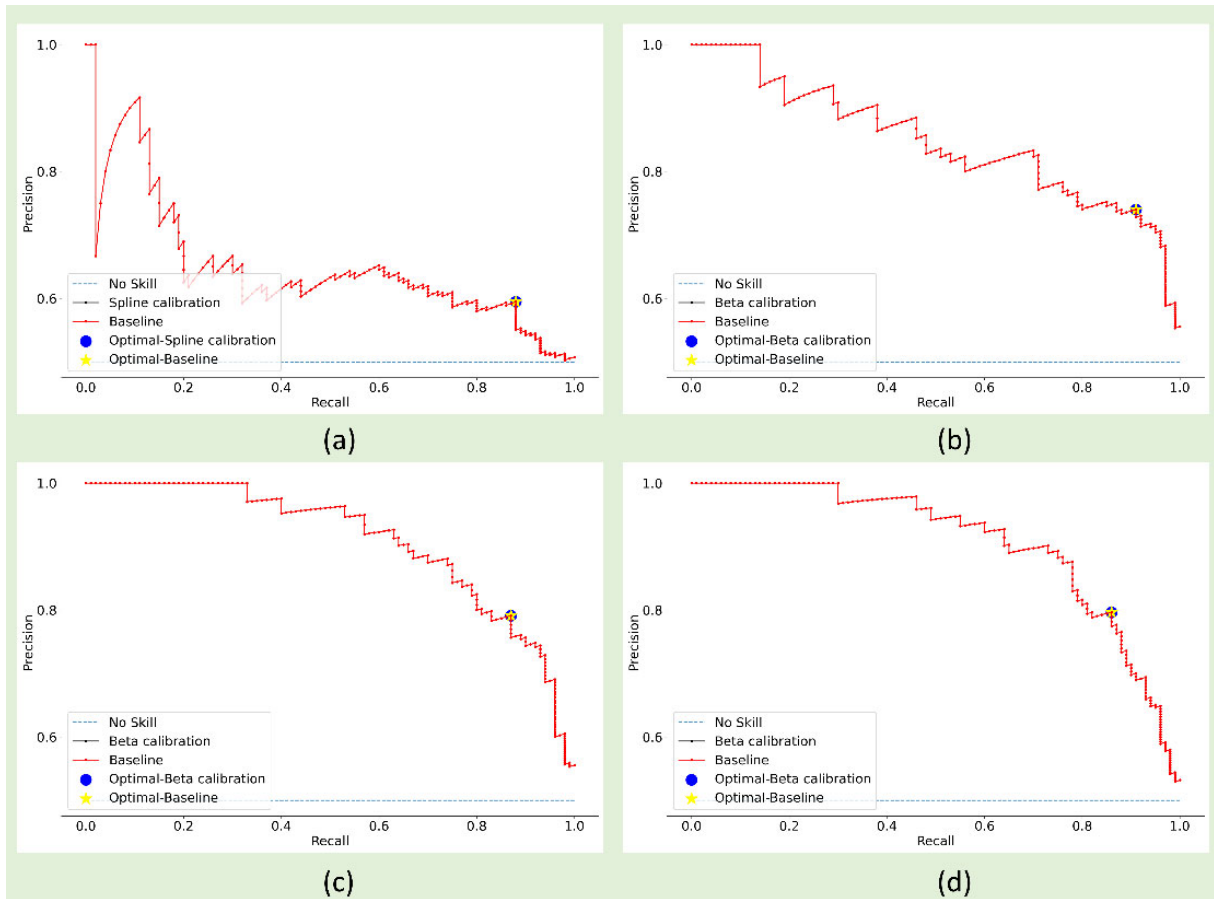 1.0
0.8
0.6
Precision
No Skill
Spline calibration
Baseline
Optimal-Spline calibration
Optimal-Baseline
0.0 0.2 0.4 0.6 0.8 1.0
Recall
(a)
1.0
0.8
0.6
Precision
No Skill
Beta calibration
Baseline
Optimal-Beta calibration
Optimal-Baseline
0.0 0.2 0.4 0.6 0.8 1.0
Recall
(b)
1.0
0.8
0.6
Precision
No Skill
Beta calibration
Baseline
Optimal-Beta calibration
Optimal-Baseline
0.0 0.2 0.4 0.6 0.8 1.0
Recall
(c)
1.0
0.8
0.6
Precision
No Skill
Beta calibration
Baseline
Optimal-Beta calibration
Optimal-Baseline
0.0 0.2 0.4 0.6 0.8 1.0
Recall
(d)